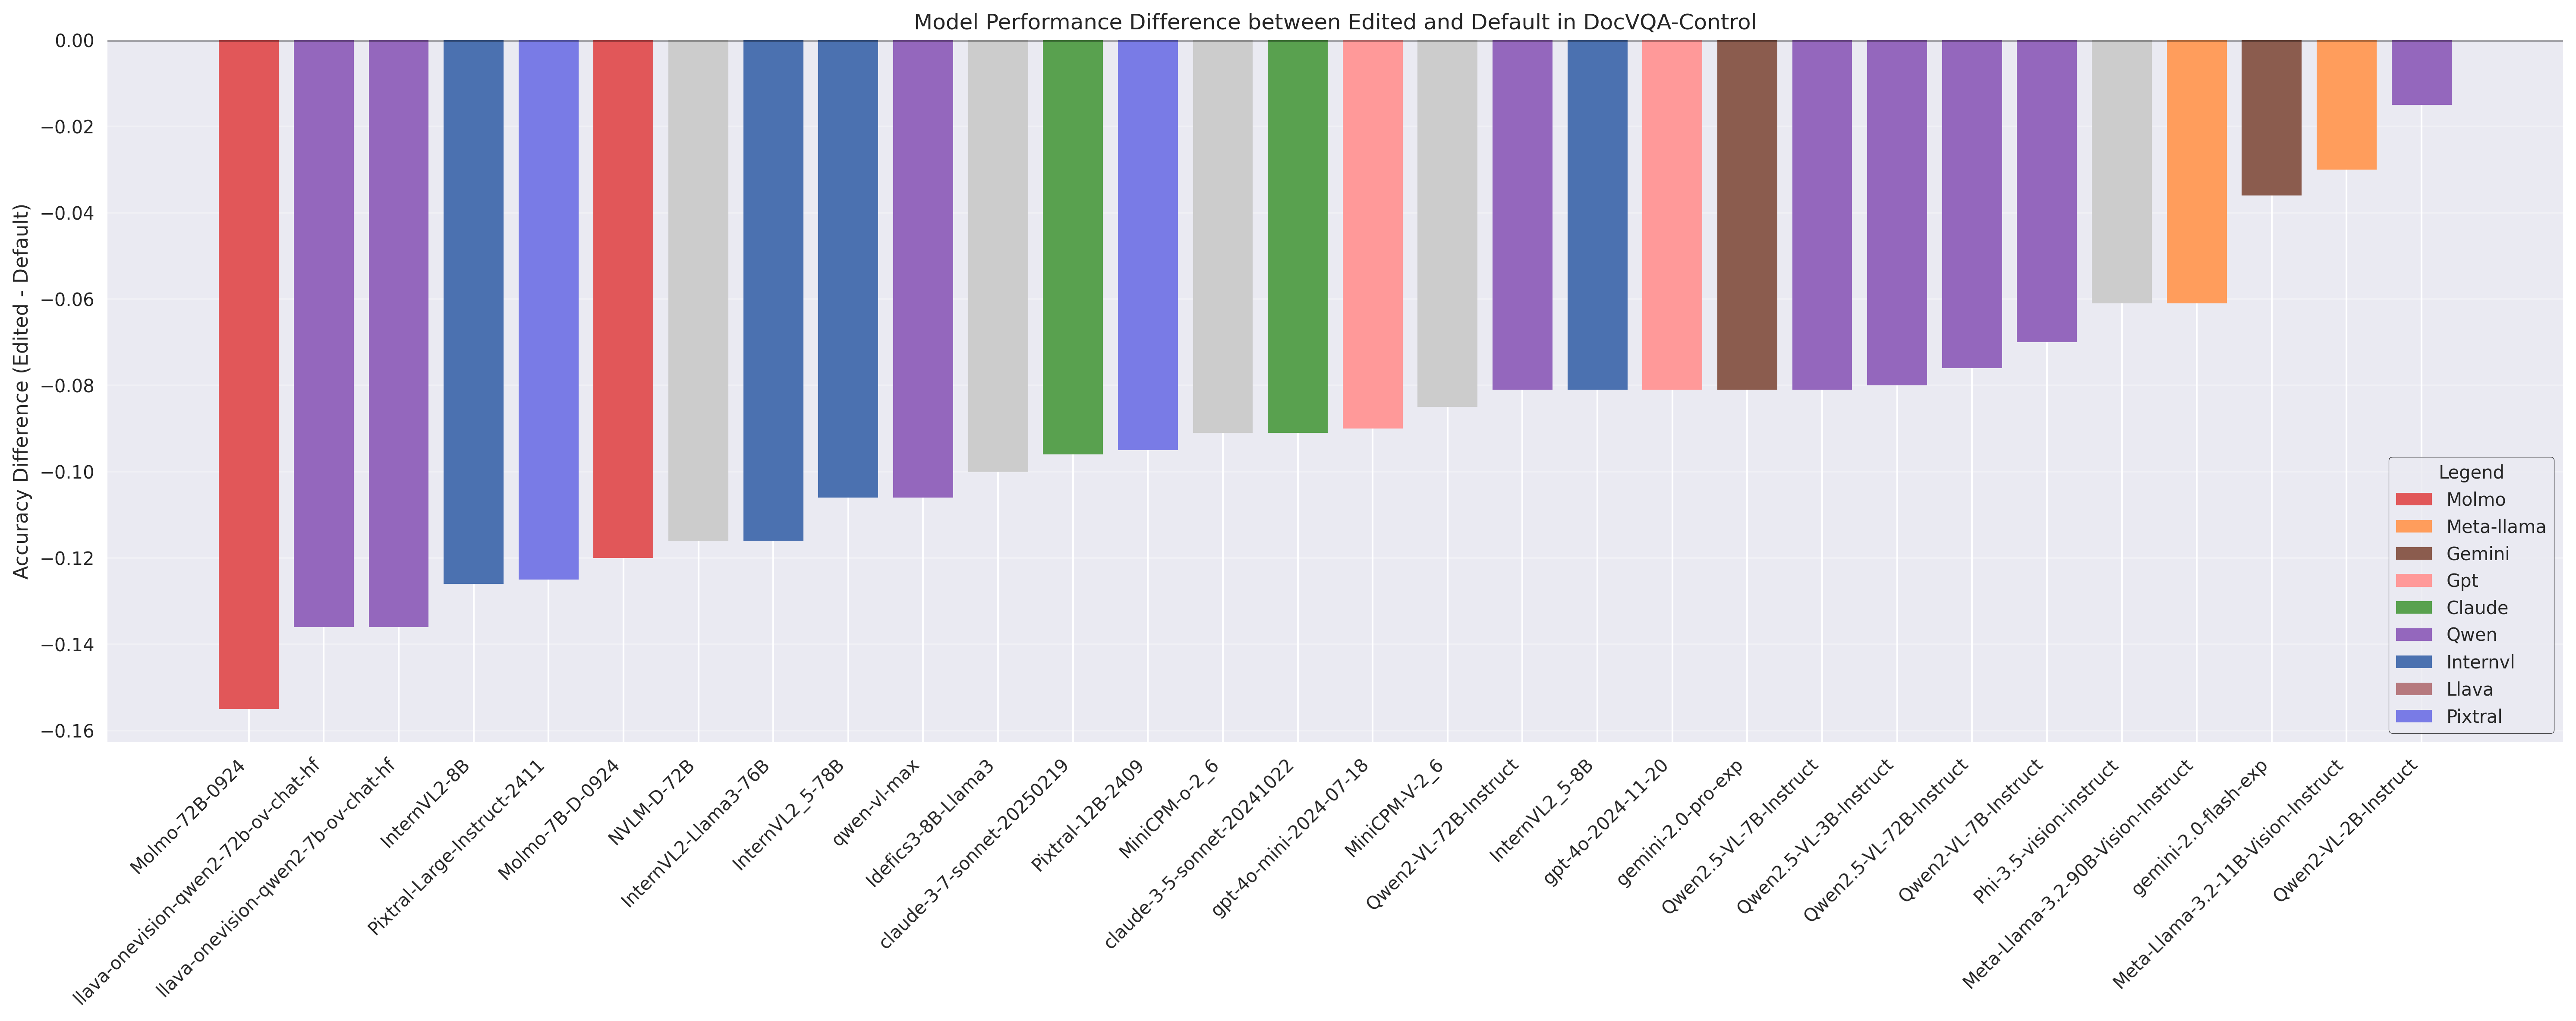 Model Performance Difference between Edited and Default in DocVQA-Control
Accuracy Difference (Edited - Default)
0.00
−0.02
−0.04
−0.06
−0.08
−0.10
−0.12
−0.14
−0.16
Molmo-72B-0924
llava-onevision-qwen2-72b-ov-chat-hf
llava-onevision-qwen2-7b-ov-chat-hf
InternVL2-8B
Pixtral-Large-Instruct-2411
Molmo-7B-D-0924
NVLM-D-72B
InternVL2-Llama3-76B
InternVL2_5-78B
qwen-vl-max
Idefics3-8B-Llama3
claude-3-7-sonnet-20250219
Pixtral-12B-2409
MiniCPM-o-2_6
claude-3-5-sonnet-20241022
gpt-4o-mini-2024-07-18
MiniCPM-V-2_6
Qwen2-VL-72B-Instruct
InternVL2_5-8B
gpt-4o-2024-11-20
gemini-2.0-pro-exp
Qwen2.5-VL-7B-Instruct
Qwen2.5-VL-3B-Instruct
Qwen2.5-VL-72B-Instruct
Qwen2-VL-7B-Instruct
Phi-3.5-vision-instruct
Meta-Llama-3.2-90B-Vision-Instruct
gemini-2.0-flash-exp
Meta-Llama-3.2-11B-Vision-Instruct
Qwen2-VL-2B-Instruct
Legend
Molmo
Meta-llama
Gemini
Gpt
Claude
Qwen
Internvl
Llava
Pixtral